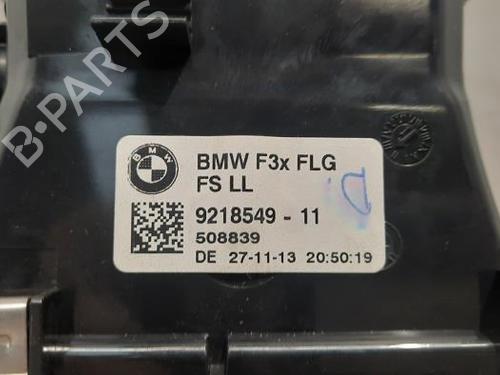 B-PARTS
BMW
BMW F3x FLG
FS LL
9218549 - 11
508839
DE 27-11-13 20:50:19
D